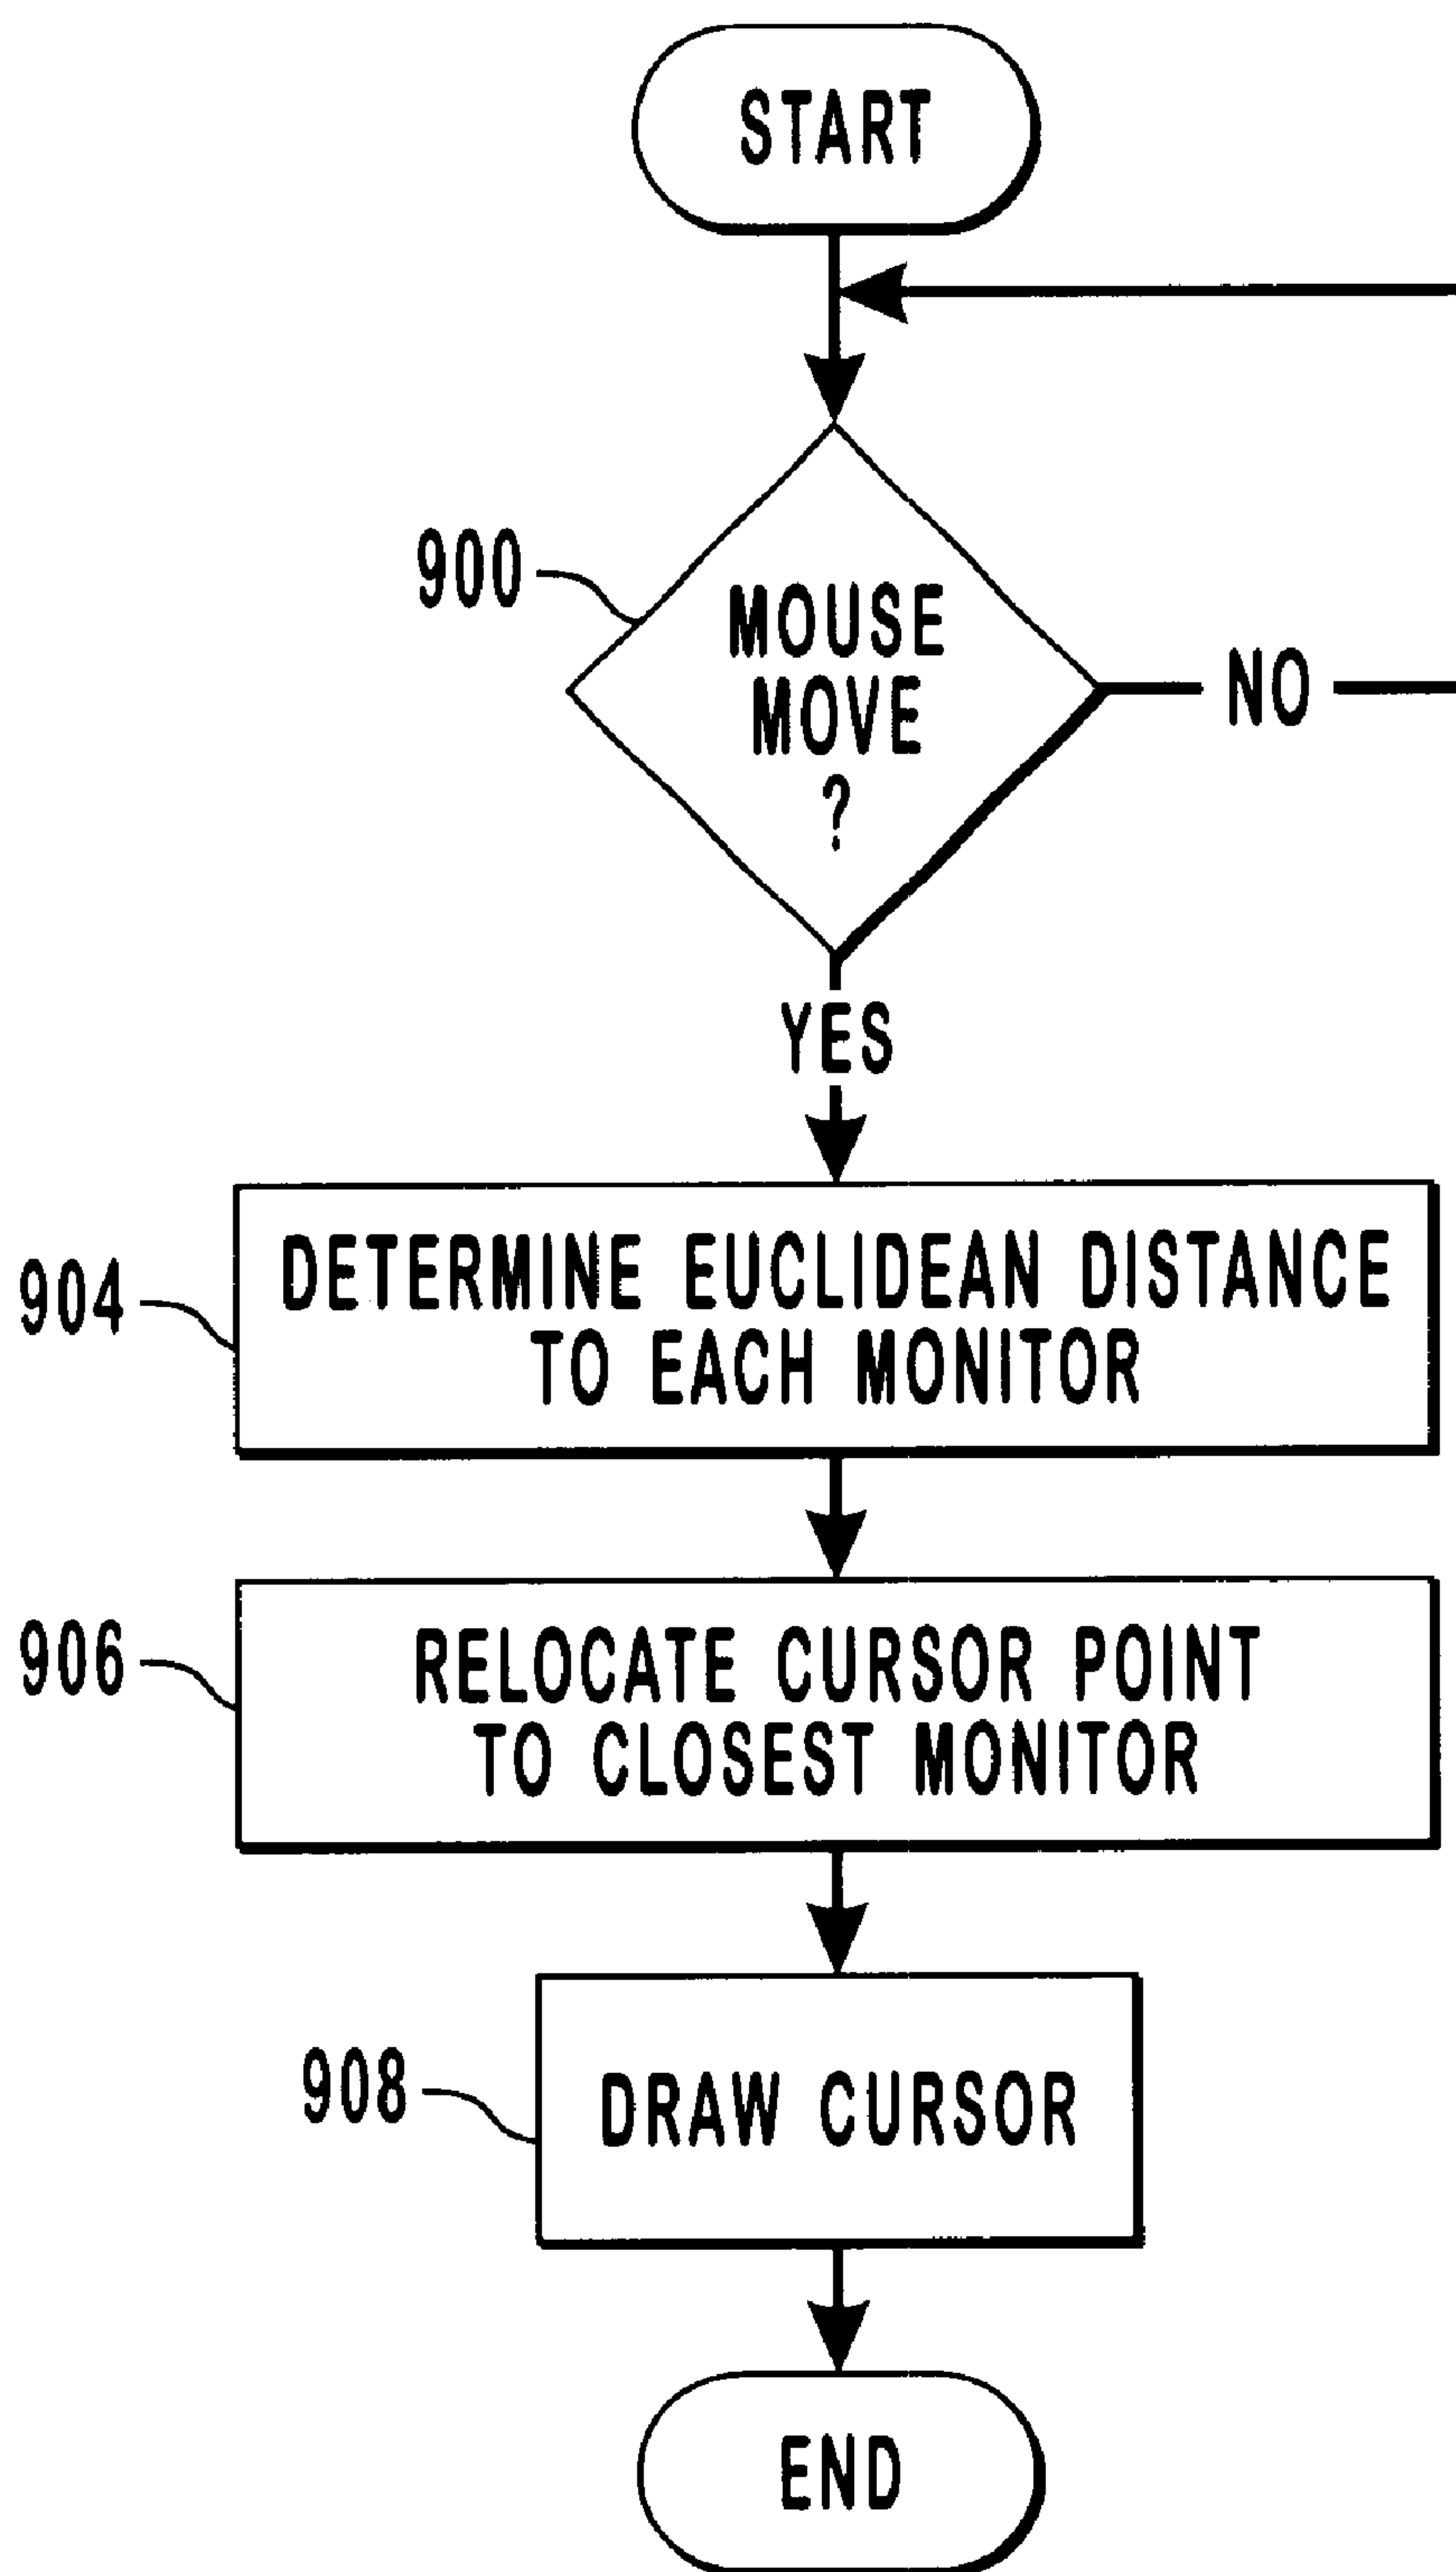 START
900
MOUSE
MOVE
?
NO
YES
904
DETERMINE EUCLIDEAN DISTANCE
TO EACH MONITOR
906
RELOCATE CURSOR POINT
TO CLOSEST MONITOR
908
DRAW CURSOR
END